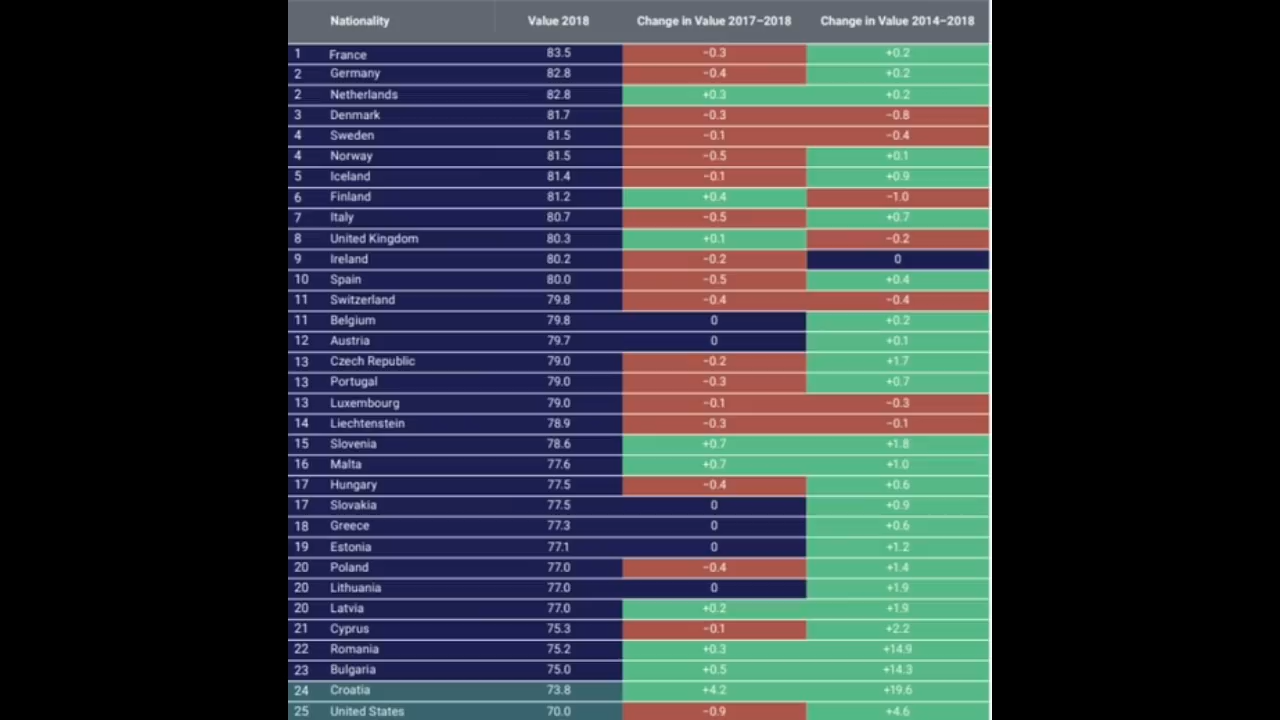 Nationality Value 2018 Change in Value 2017–2018 Change in Value 2014–2018
1 France 83.5 −0.3 +0.2
2 Germany 82.8 −0.4 +0.2
2 Netherlands 82.8 +0.3 +0.2
3 Denmark 81.7 −0.3 −0.8
4 Sweden 81.5 −0.1 −0.4
4 Norway 81.5 −0.5 +0.1
5 Iceland 81.4 −0.1 +0.9
6 Finland 81.2 +0.4 −1.0
7 Italy 80.7 −0.5 +0.7
8 United Kingdom 80.3 +0.1 −0.2
9 Ireland 80.2 −0.2 0
10 Spain 80.0 −0.5 +0.4
11 Switzerland 79.8 −0.4 −0.4
11 Belgium 79.8 0 +0.2
12 Austria 79.7 0 +0.1
13 Czech Republic 79.0 −0.2 +1.7
13 Portugal 79.0 −0.3 +0.7
13 Luxembourg 79.0 −0.1 −0.3
14 Liechtenstein 78.9 −0.3 −0.1
15 Slovenia 78.6 +0.7 +1.8
16 Malta 77.6 +0.7 +1.0
17 Hungary 77.5 −0.4 +0.6
17 Slovakia 77.5 0 +0.9
18 Greece 77.3 0 +0.6
19 Estonia 77.1 0 +1.2
20 Poland 77.0 −0.4 +1.4
20 Lithuania 77.0 0 +1.9
20 Latvia 77.0 +0.2 +1.9
21 Cyprus 75.3 −0.1 +2.2
22 Romania 75.2 +0.3 +14.9
23 Bulgaria 75.0 +0.5 +14.3
24 Croatia 73.8 +4.2 +19.6
25 United States 70.0 −0.9 +4.6